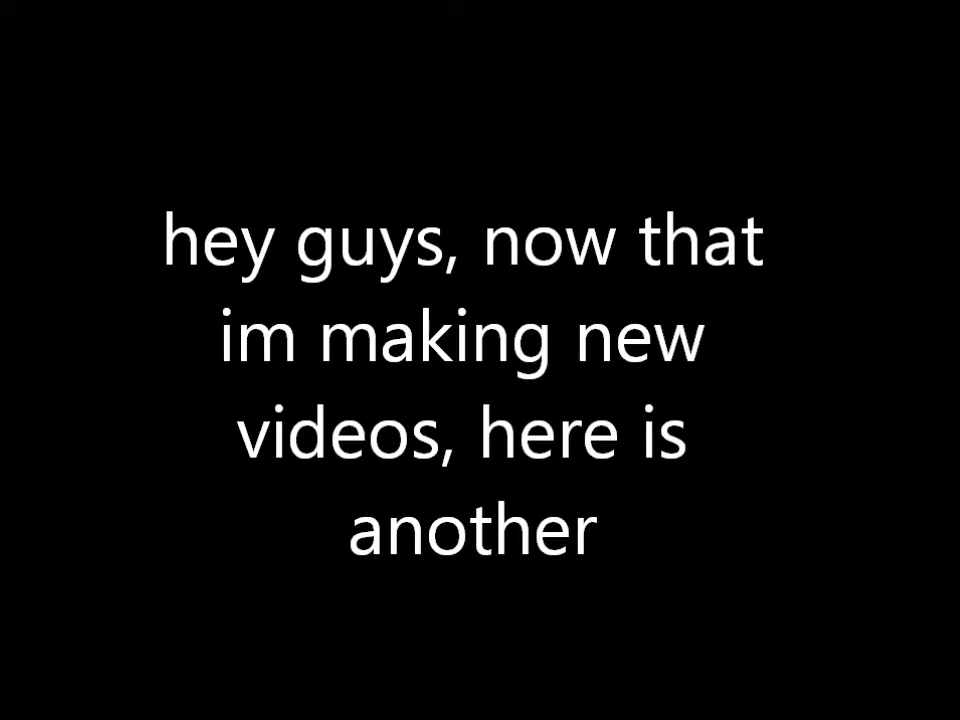 hey guys, now that
im making new
videos, here is
another